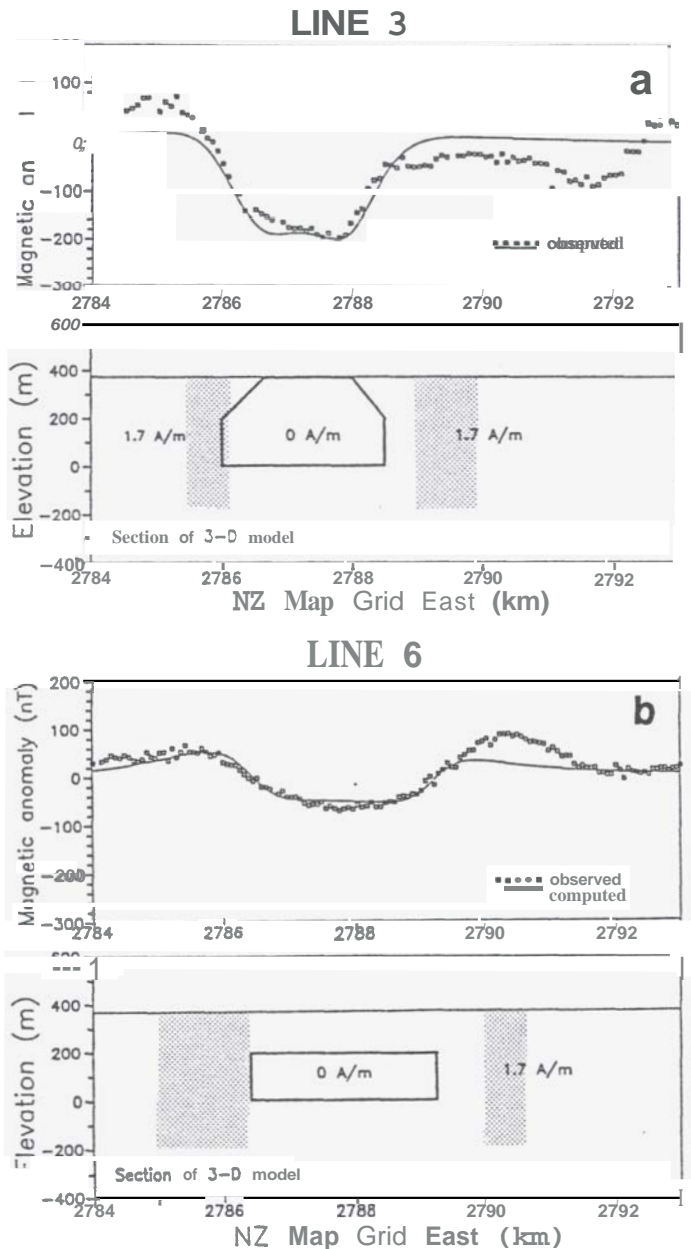 LINE 3
a
100
-100
-200
-300
Magnetic an
observed
computed
2784 2786 2788 2790 2792
600
400
200
0
-200
-400
Elevation (m)
1.7 A/m 0 A/m 1.7 A/m
Section of 3-D model
2784 2786 2788 2790 2792
NZ Map Grid East (km)
LINE 6
b
200
100
0
-100
-200
-300
Magnetic anomaly (nT)
observed
computed
2784 2786 2788 2790 2792
400
200
0
-200
-400
Elevation (m)
0 A/m 1.7 A/m
Section of 3-D model
2784 2786 2788 2790 2792
NZ Map Grid East (km)